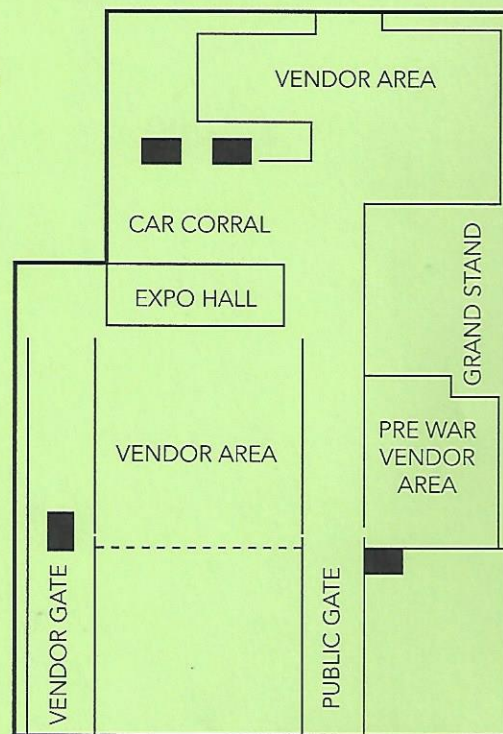 VENDOR AREA
CAR CORRAL
EXPO HALL
GRAND STAND
VENDOR AREA
PRE WAR
VENDOR
AREA
VENDOR GATE
PUBLIC GATE